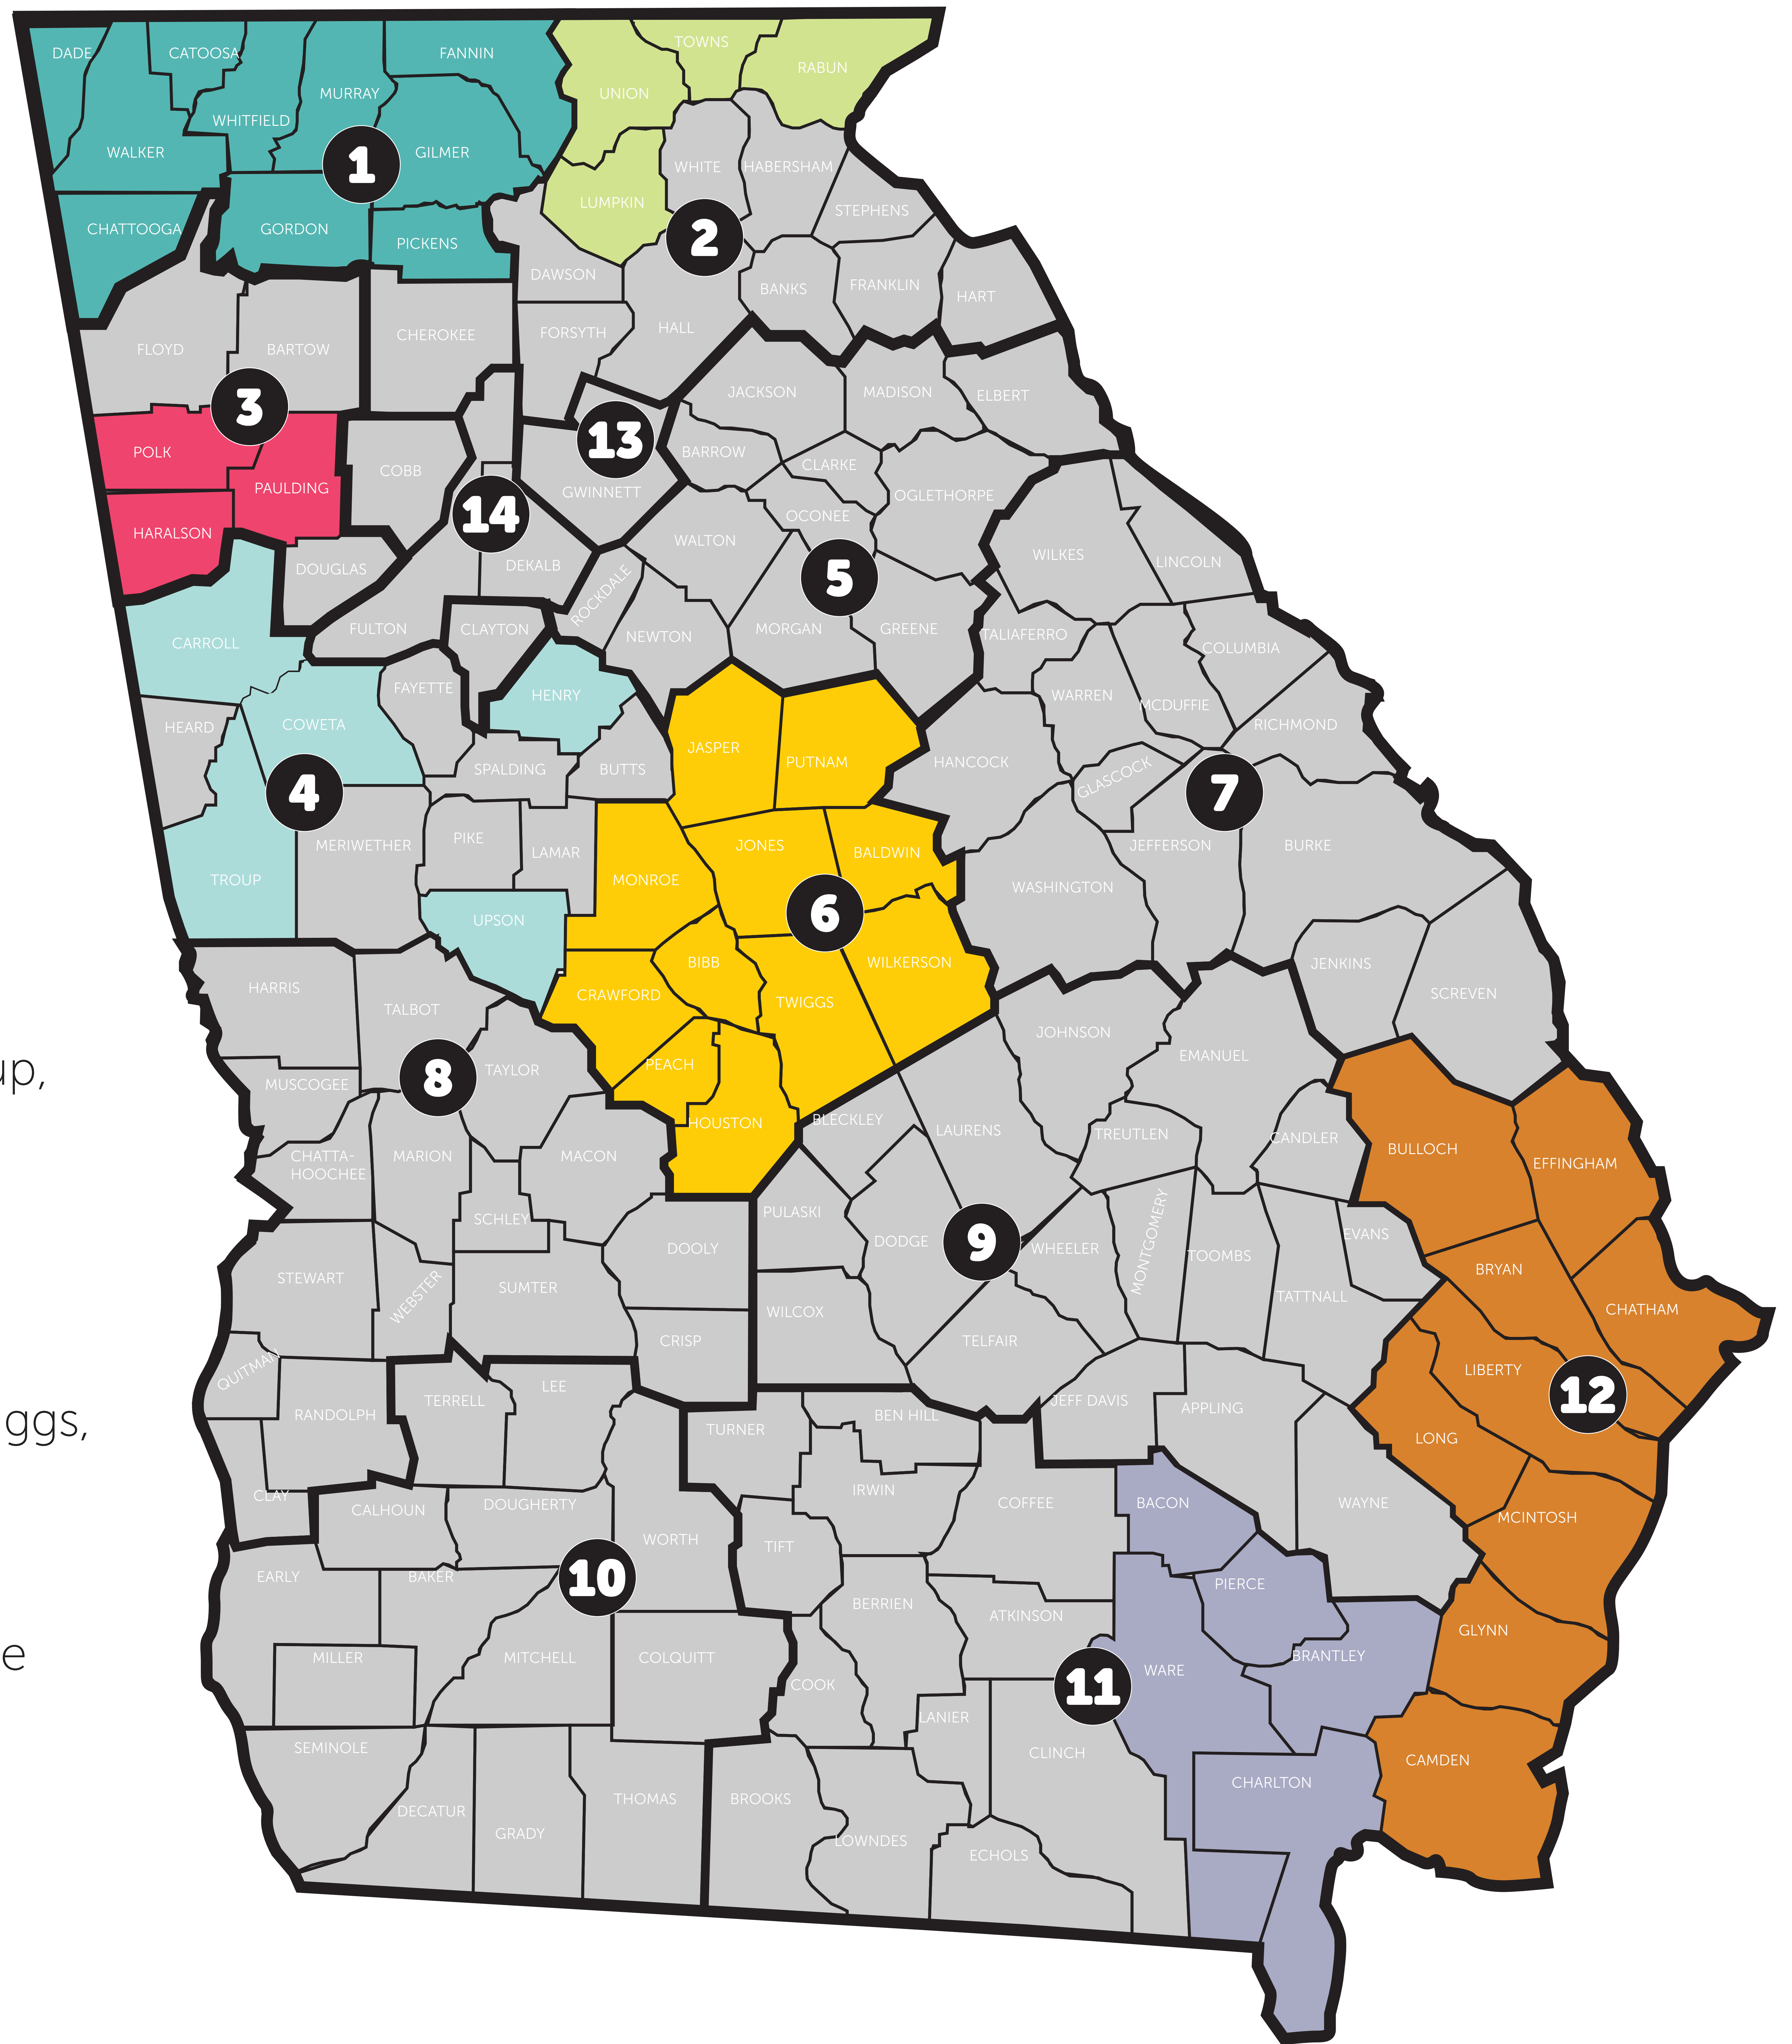 DADE
CATOOSA
FANNIN
TOWNS
RABUN
MURRAY
UNION
WHITFIELD
WALKER
GILMER
1
WHITE
HABERSHAM
LUMPKIN
STEPHENS
CHATTOOGA
GORDON
PICKENS
2
DAWSON
BANKS
FRANKLIN
HART
FLOYD
BARTOW
CHEROKEE
FORSYTH
HALL
3
JACKSON
MADISON
ELBERT
13
POLK
COBB
BARROW
CLARKE
PAULDING
GWINNETT
OGLETHORPE
14
OCONEE
HARALSON
WALTON
WILKES
LINCOLN
DOUGLAS
DEKALB
5
ROCKDALE
CARROLL
FULTON
CLAYTON
NEWTON
MORGAN
GREENE
TALIAFERRO
COLUMBIA
FAYETTE
HENRY
WARREN
MCDUFFIE
HEARD
COWETA
RICHMOND
JASPER
PUTNAM
HANCOCK
SPALDING
BUTTS
GLASCOCK
4
7
PIKE
MERIWETHER
LAMAR
JONES
BALDWIN
JEFFERSON
BURKE
TROUP
MONROE
WASHINGTON
UPSON
6
BIBB
WILKERSON
JENKINS
HARRIS
CRAWFORD
TWIGGS
SCREVEN
TALBOT
JOHNSON
up,
TAYLOR
PEACH
EMANUEL
8
MUSCOGEE
HOUSTON
BLECKLEY
LAURENS
TREUTLEN
CANDLER
BULLOCH
CHATTA-
HOOCHEE
MARION
MACON
EFFINGHAM
SCHLEY
PULASKI
DOOLY
DODGE
9
WHEELER
MONTGOMERY
TOOMBS
EVANS
STEWART
WEBSTER
SUMTER
BRYAN
WILCOX
TATTNALL
CHATHAM
CRISP
TELFAIR
QUITMAN
LIBERTY
12
TERRELL
LEE
JEFF DAVIS
APPLING
ggs,
RANDOLPH
TURNER
BEN HILL
LONG
CLAY
CALHOUN
DOUGHERTY
IRWIN
COFFEE
BACON
WAYNE
MCINTOSH
WORTH
TIFT
EARLY
BAKER
10
PIERCE
BERRIEN
ATKINSON
GLYNN
e
MILLER
MITCHELL
COLQUITT
COOK
11
WARE
BRANTLEY
LANIER
SEMINOLE
CLINCH
CAMDEN
CHARLTON
DECATUR
THOMAS
BROOKS
GRADY
LOWNDES
ECHOLS